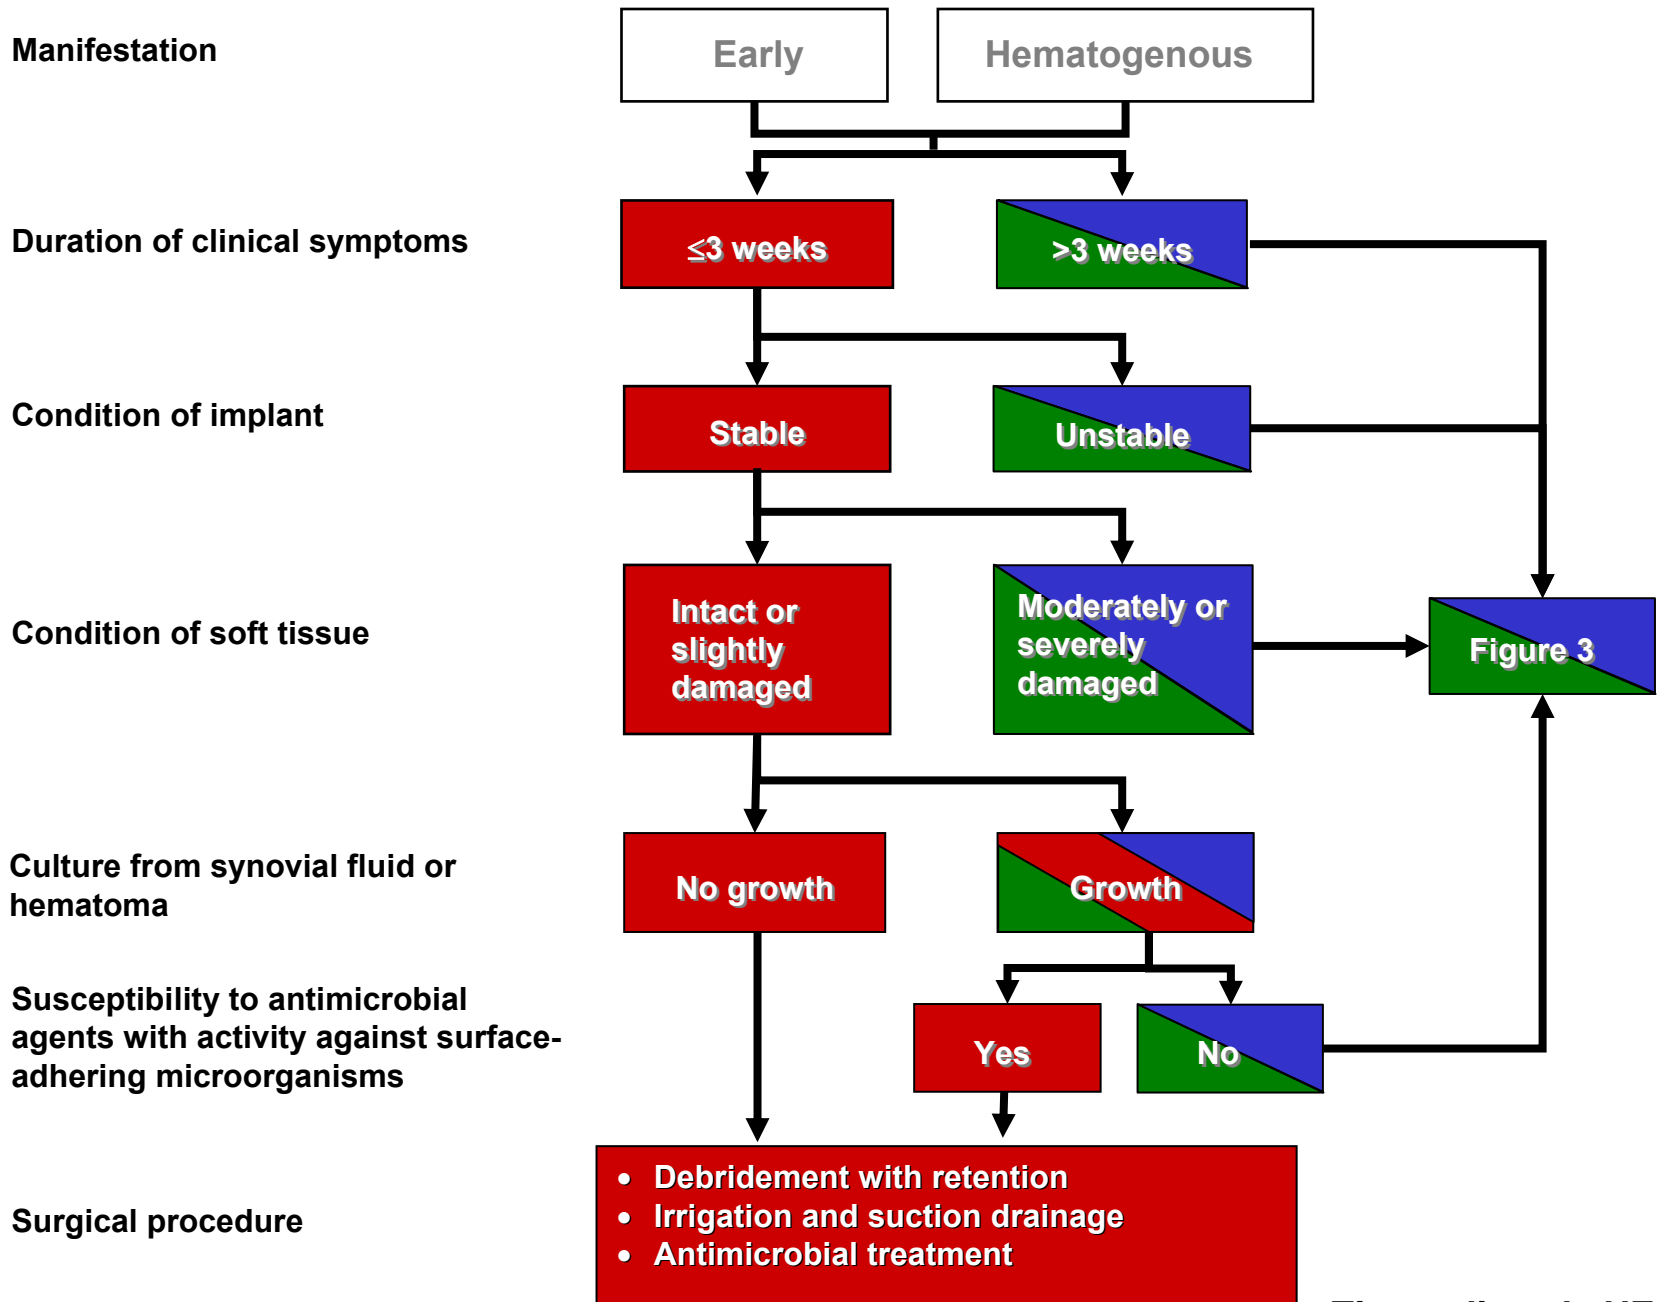 Manifestation
Early
Hematogenous
Duration of clinical symptoms
≤3 weeks
>3 weeks
Condition of implant
Stable
Unstable
Condition of soft tissue
Intact or
slightly
damaged
Moderately or
severely
damaged
Figure 3
Culture from synovial fluid or
hematoma
No growth
Growth
Susceptibility to antimicrobial
agents with activity against surface-
adhering microorganisms
Yes
No
Surgical procedure
• Debridement with retention
• Irrigation and suction drainage
• Antimicrobial treatment